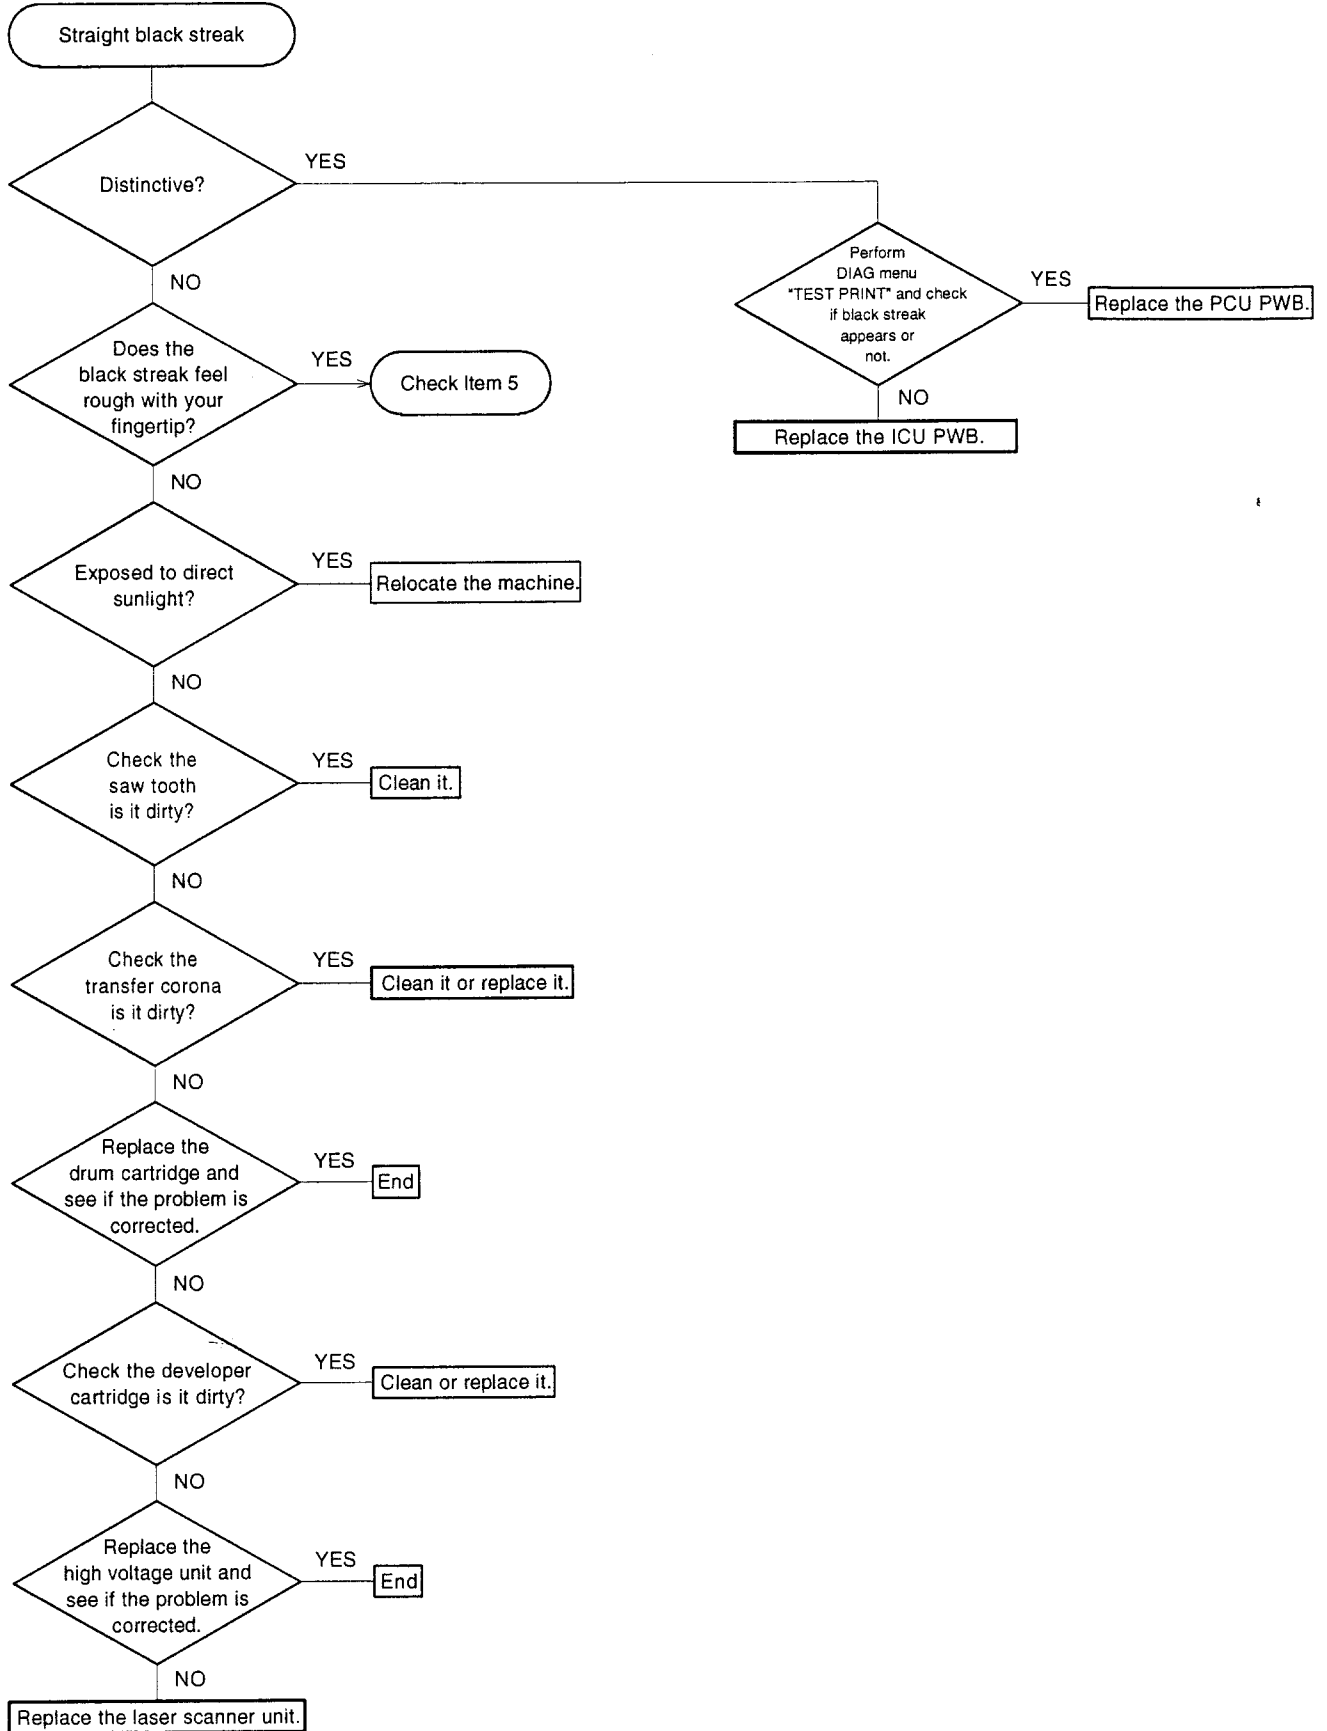 Straight black streak
Distinctive?
YES
NO
Perform
DIAG menu
"TEST PRINT" and check
if black streak
appears or
not.
YES
Replace the PCU PWB.
NO
Replace the ICU PWB.
Does the
black streak feel
rough with your
fingertip?
YES
Check Item 5
NO
Exposed to direct
sunlight?
YES
Relocate the machine.
NO
Check the
saw tooth
is it dirty?
YES
Clean it.
NO
Check the
transfer corona
is it dirty?
YES
Clean it or replace it.
NO
Replace the
drum cartridge and
see if the problem is
corrected.
YES
End
NO
Check the developer
cartridge is it dirty?
YES
Clean or replace it.
NO
Replace the
high voltage unit and
see if the problem is
corrected.
YES
End
NO
Replace the laser scanner unit.